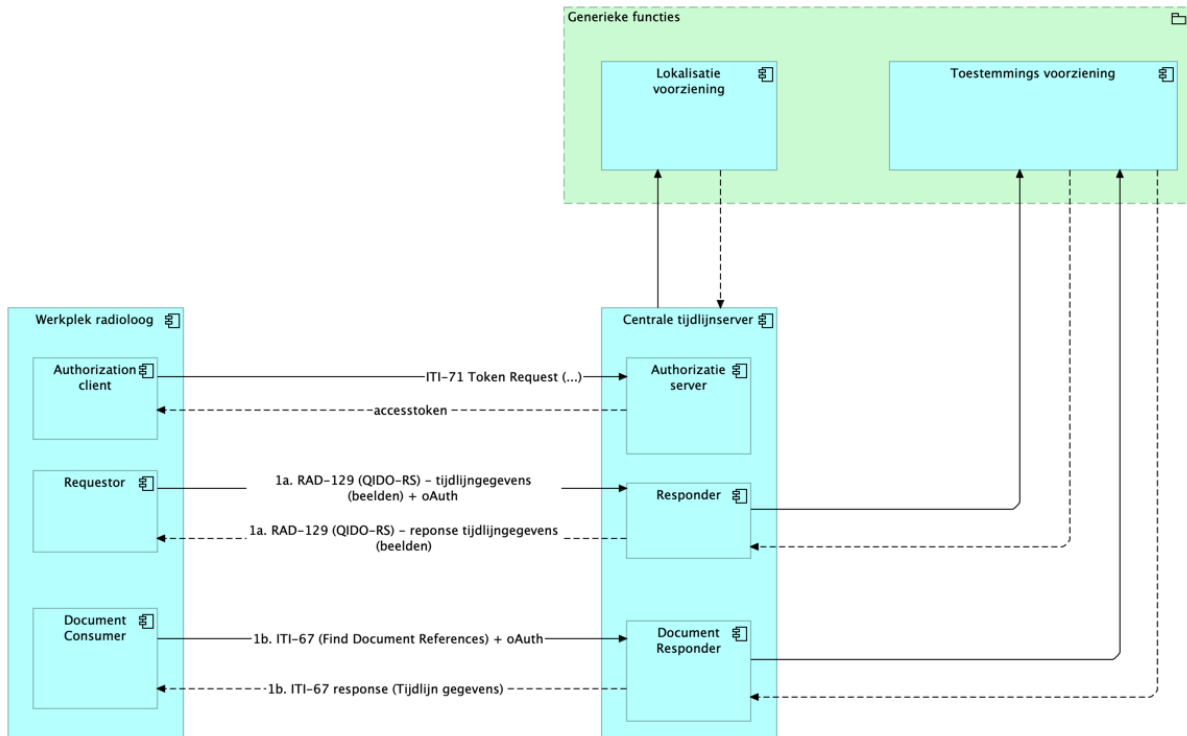 Generieke functies
Lokalisatie
voorziening
Toestemmings voorziening
Werkplek radioloog
Centrale tijdlijnserver
Authorization
client
ITI-71 Token Request (...)
Authorizatie
server
accesstoken
Requestor
1a. RAD-129 (QIDO-RS) - tijdlijngegevens
(beelden) + oAuth
Responder
1a. RAD-129 (QIDO-RS) - reponse tijdlijngegevens
(beelden)
Document
Consumer
1b. ITI-67 (Find Document References) + oAuth
Document
Responder
1b. ITI-67 response (Tijdlijn gegevens)